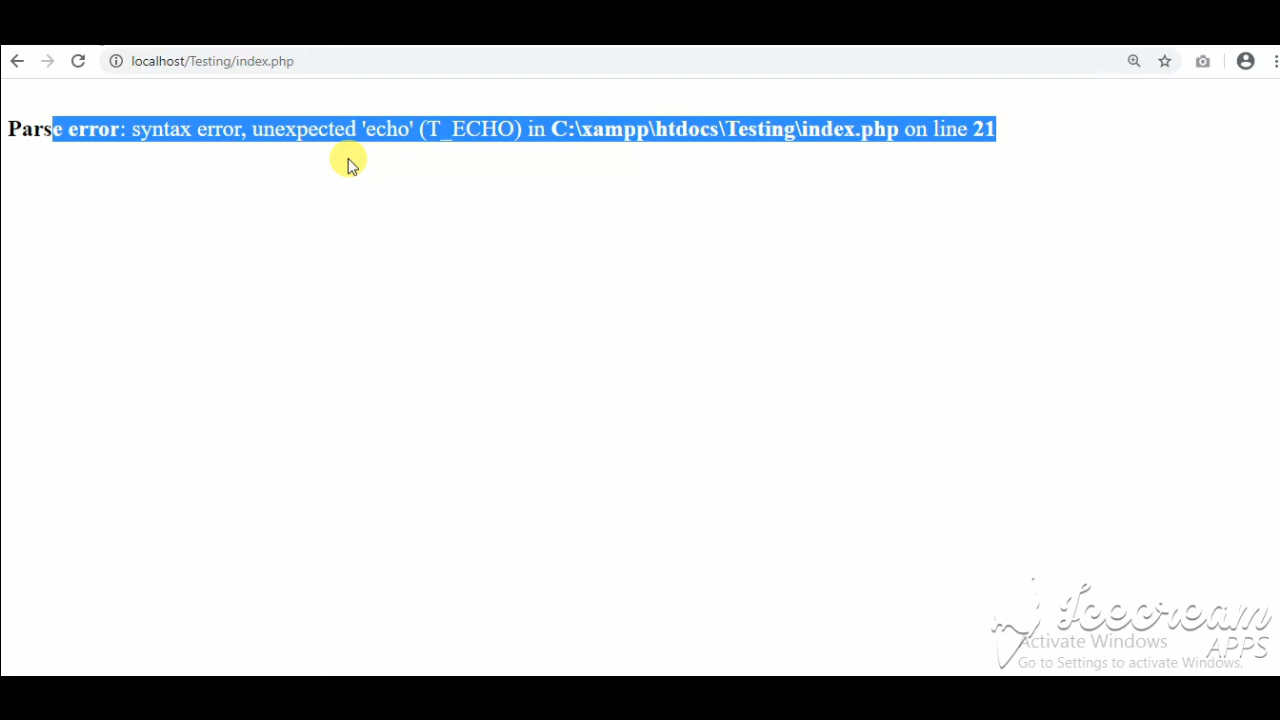 localhost/Testing/index.php
Parse error: syntax error, unexpected 'echo' (T_ECHO) in C:\xampp\htdocs\Testing\index.php on line 21
Icecream
APPS
Activate Windows
Go to Settings to activate Windows.